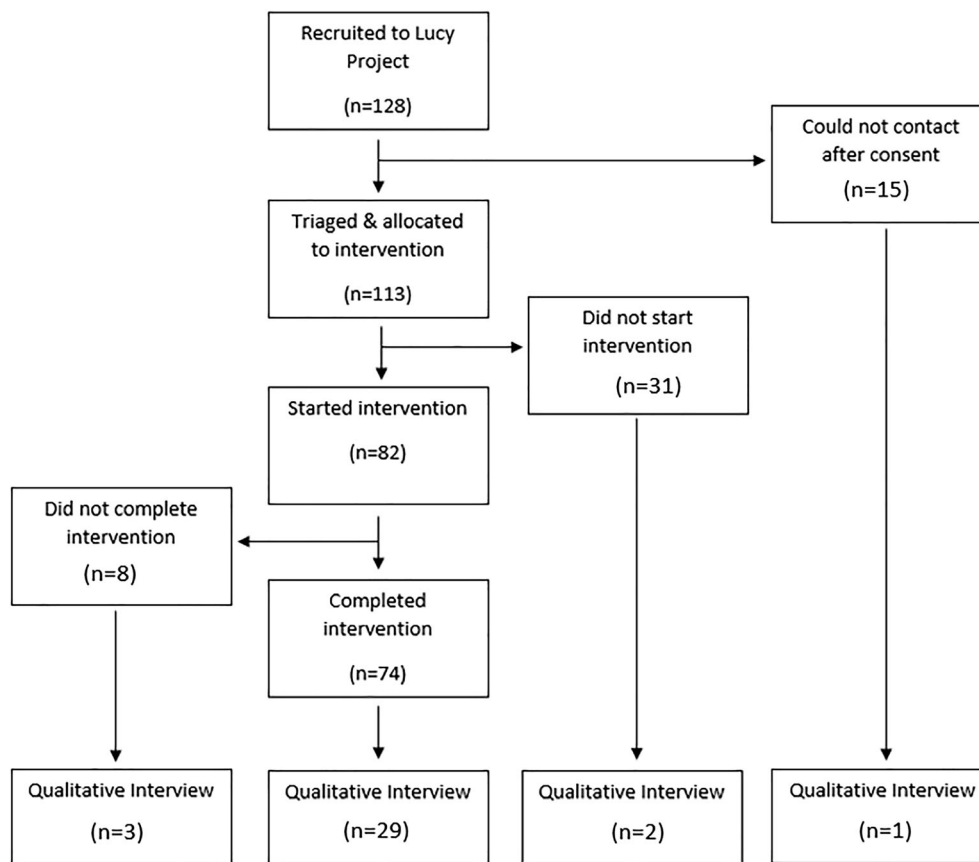 Recruited to Lucy
Project
(n=128)
Could not contact
after consent
(n=15)
Triaged & allocated
to intervention
(n=113)
Did not start
intervention
(n=31)
Started intervention
(n=82)
Did not complete
intervention
(n=8)
Completed
intervention
(n=74)
Qualitative Interview
(n=3)
Qualitative Interview
(n=29)
Qualitative Interview
(n=2)
Qualitative Interview
(n=1)